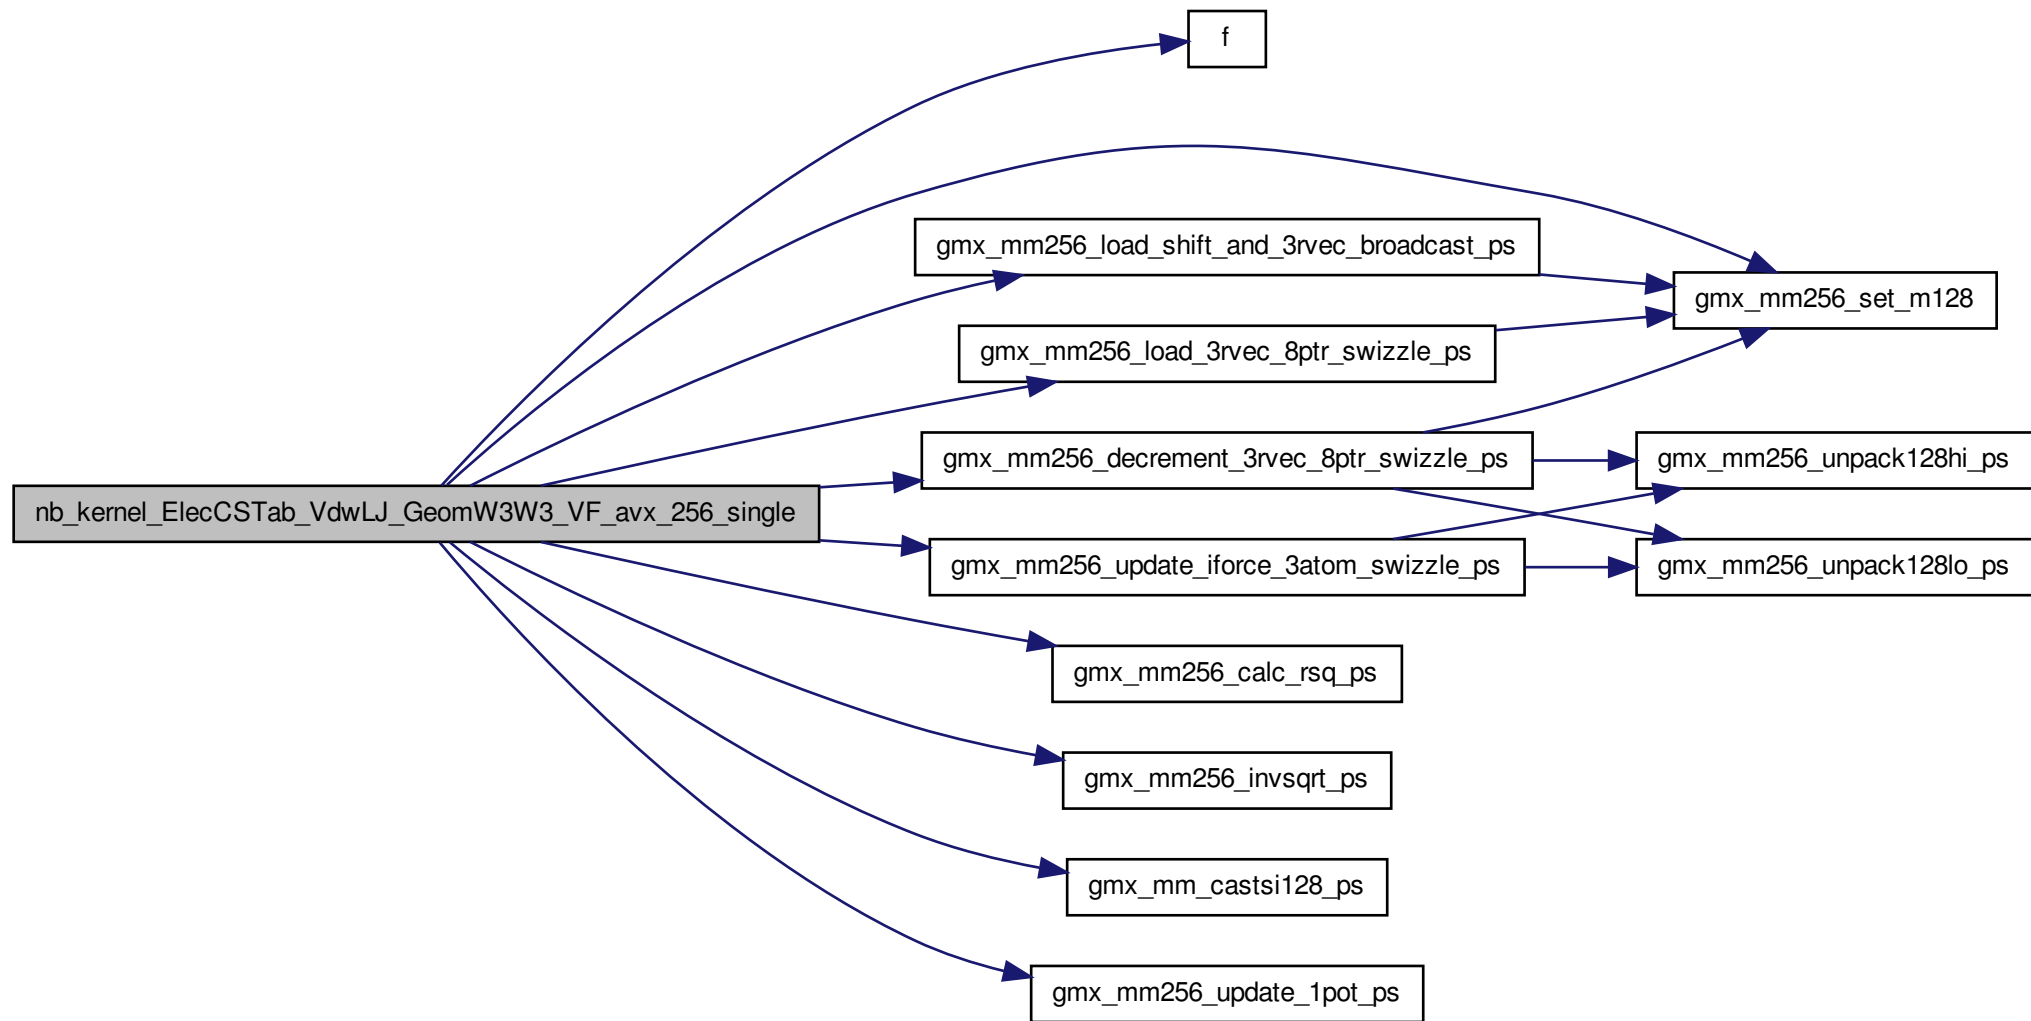 f
gmx_mm256_load_shift_and_3rvec_broadcast_ps
gmx_mm256_set_m128
gmx_mm256_load_3rvec_8ptr_swizzle_ps
gmx_mm256_decrement_3rvec_8ptr_swizzle_ps
gmx_mm256_unpack128hi_ps
nb_kernel_ElecCSTab_VdwLJ_GeomW3W3_VF_avx_256_single
gmx_mm256_update_iforce_3atom_swizzle_ps
gmx_mm256_unpack128lo_ps
gmx_mm256_calc_rsq_ps
gmx_mm256_invsqrt_ps
gmx_mm_castsi128_ps
gmx_mm256_update_1pot_ps